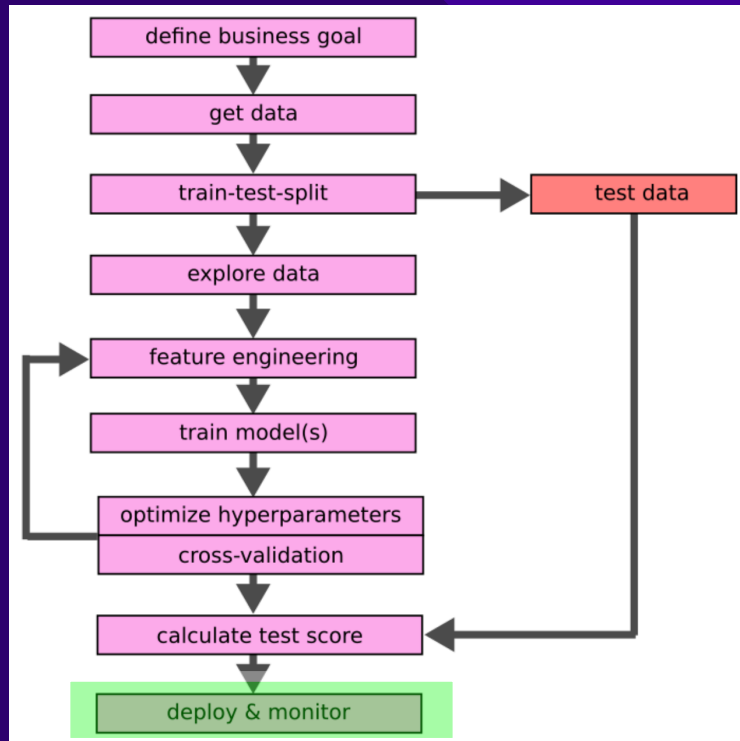 define business goal
get data
train-test-split
test data
explore data
feature engineering
train model(s)
optimize hyperparameters
cross-validation
calculate test score
deploy & monitor